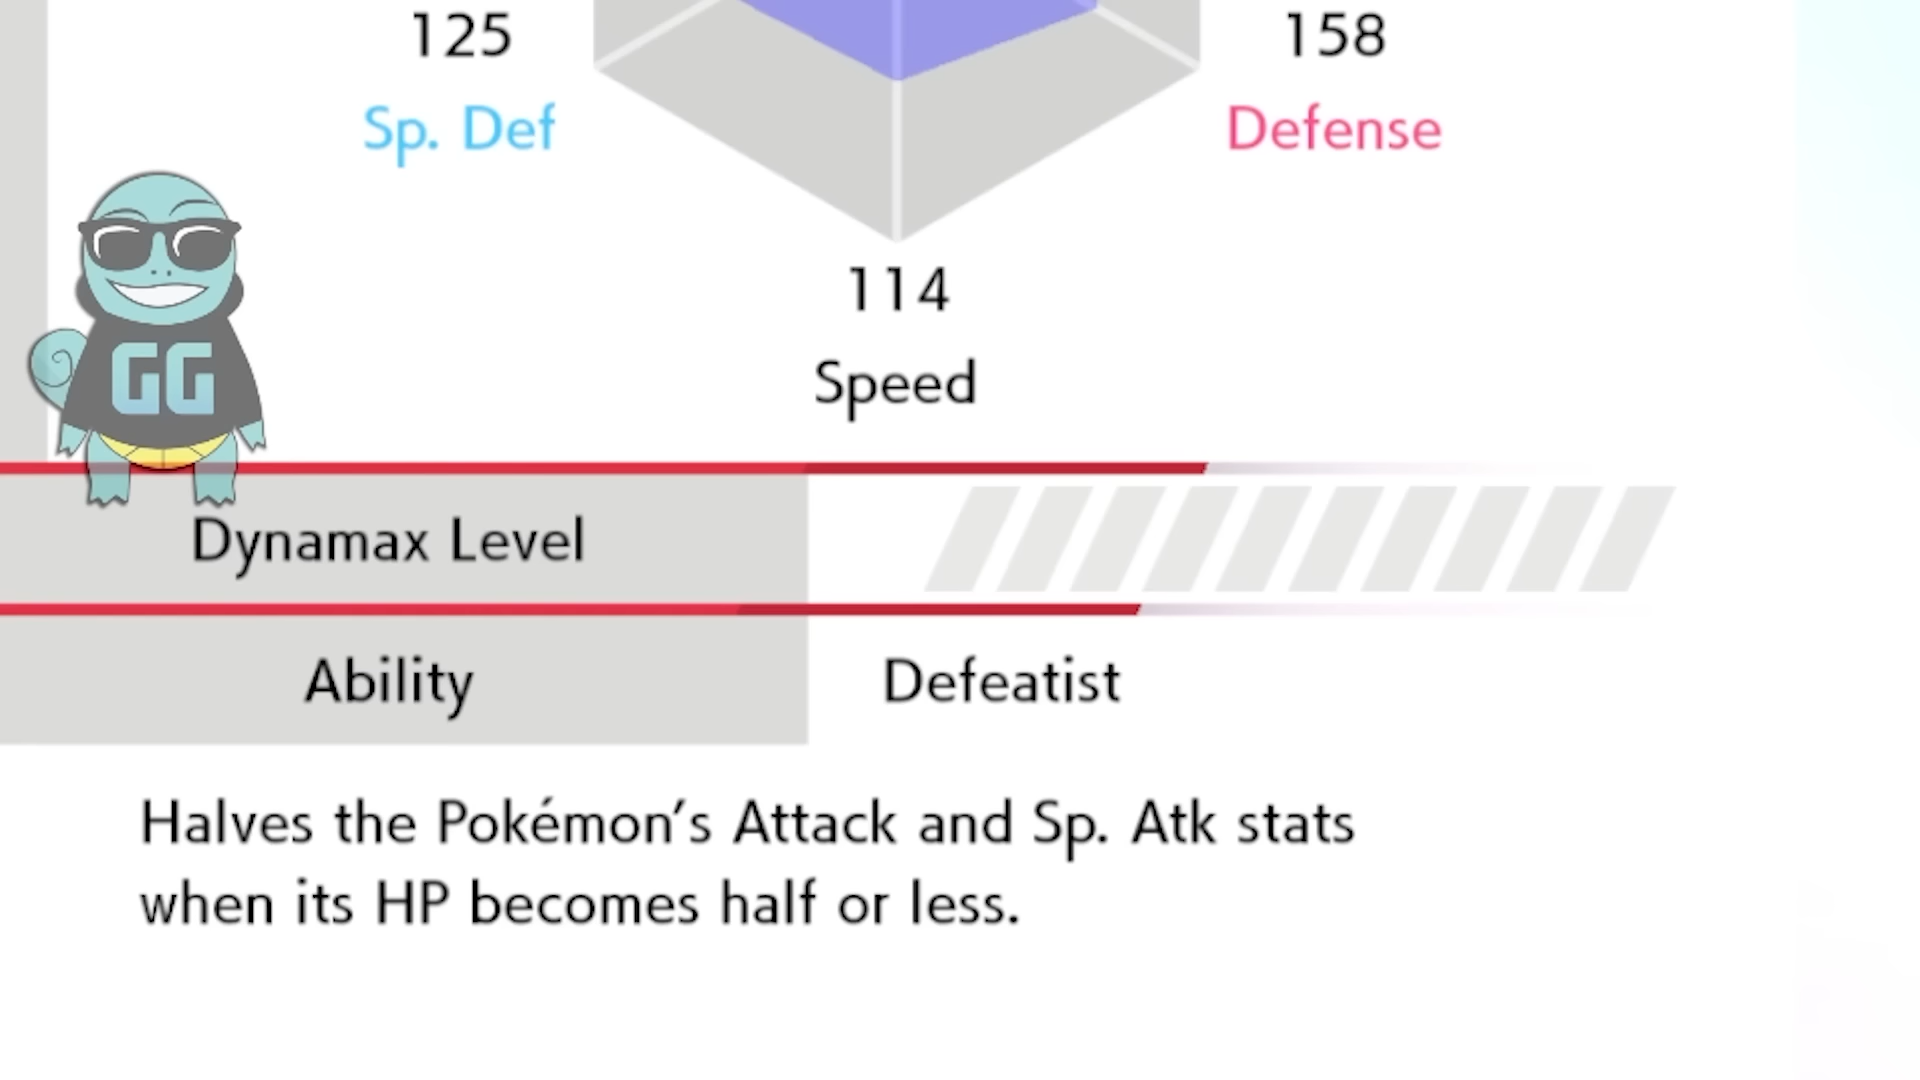 125
158
Sp. Def
Defense
114
Speed
GG
Dynamax Level
Ability
Defeatist
Halves the Pokémon's Attack and Sp. Atk stats
when its HP becomes half or less.